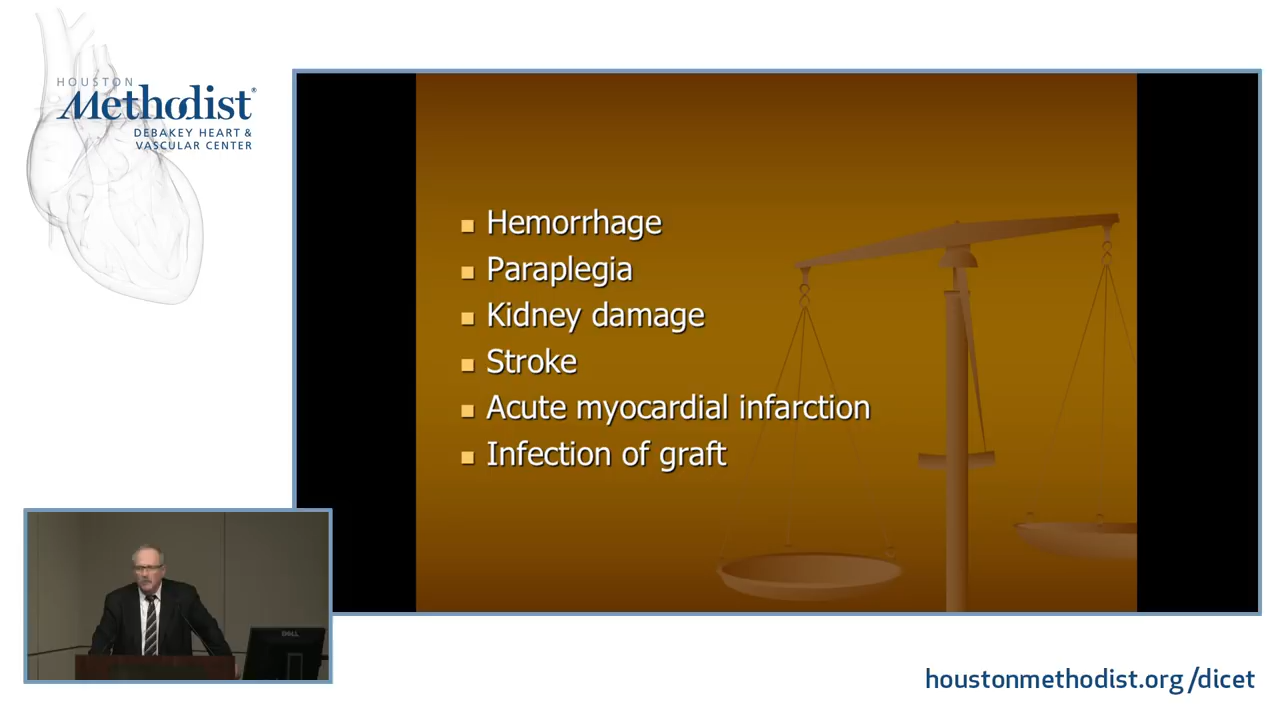 HOUSTON
Methodist®
DEBAKEY HEART &
VASCULAR CENTER
Hemorrhage
Paraplegia
Kidney damage
Stroke
Acute myocardial infarction
Infection of graft
DELL
houstonmethodist.org/dicet